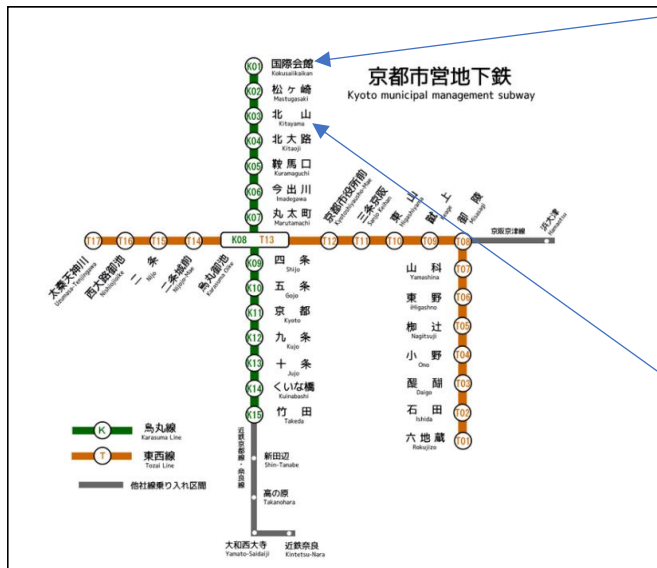 京都市営地下鉄
Kyoto municipal management subway
K01 国際会館
Kokusaiikaikan
K02 松ヶ崎
Mastugasaki
K03 北山
Kitayama
K04 北大路
Kitaoji
K05 鞍馬口
Kuramaguchi
K06 今出川
Imadegawa
K07 丸太町
Marutamachi
T17
太秦天神川
Uzumasa-Tenjingawa
T16
西大路御池
Nishiojioike
T15
二条
Nijo
T14
二条城前
Nijojo-Mae
K08 T13
烏丸御池
Karasuma Oike
T12
京都市役所前
Kyotoshiyakusho-Mae
T11
三条京阪
Sanjo Keihan
T10
東山
Higashiyama
T09
蹴上
Keage
T08
御陵
Misasagi
京阪京津線
浜大津
Hamaotsu
K09 四条
Shijo
K10 五条
Gojo
K11 京都
Kyoto
K12 九条
Kujo
K13 十条
Jujo
K14 くいな橋
Kuinabashi
K15 竹田
Takeda
山科 T07
Yamashina
東野 T06
Higashno
椥辻 T05
Nagitsuji
小野 T04
Ono
醍醐 T03
Daigo
石田 T02
Ishida
六地蔵 T01
Rokujizo
近鉄京都線・奈良線
新田辺
Shin-Tanabe
高の原
Takanohara
大和西大寺
Yamato-Saidaiji
近鉄奈良
Kintetsu-Nara
K 烏丸線
Karasuma Line
T 東西線
Tozai Line
他社線乗り入れ区間